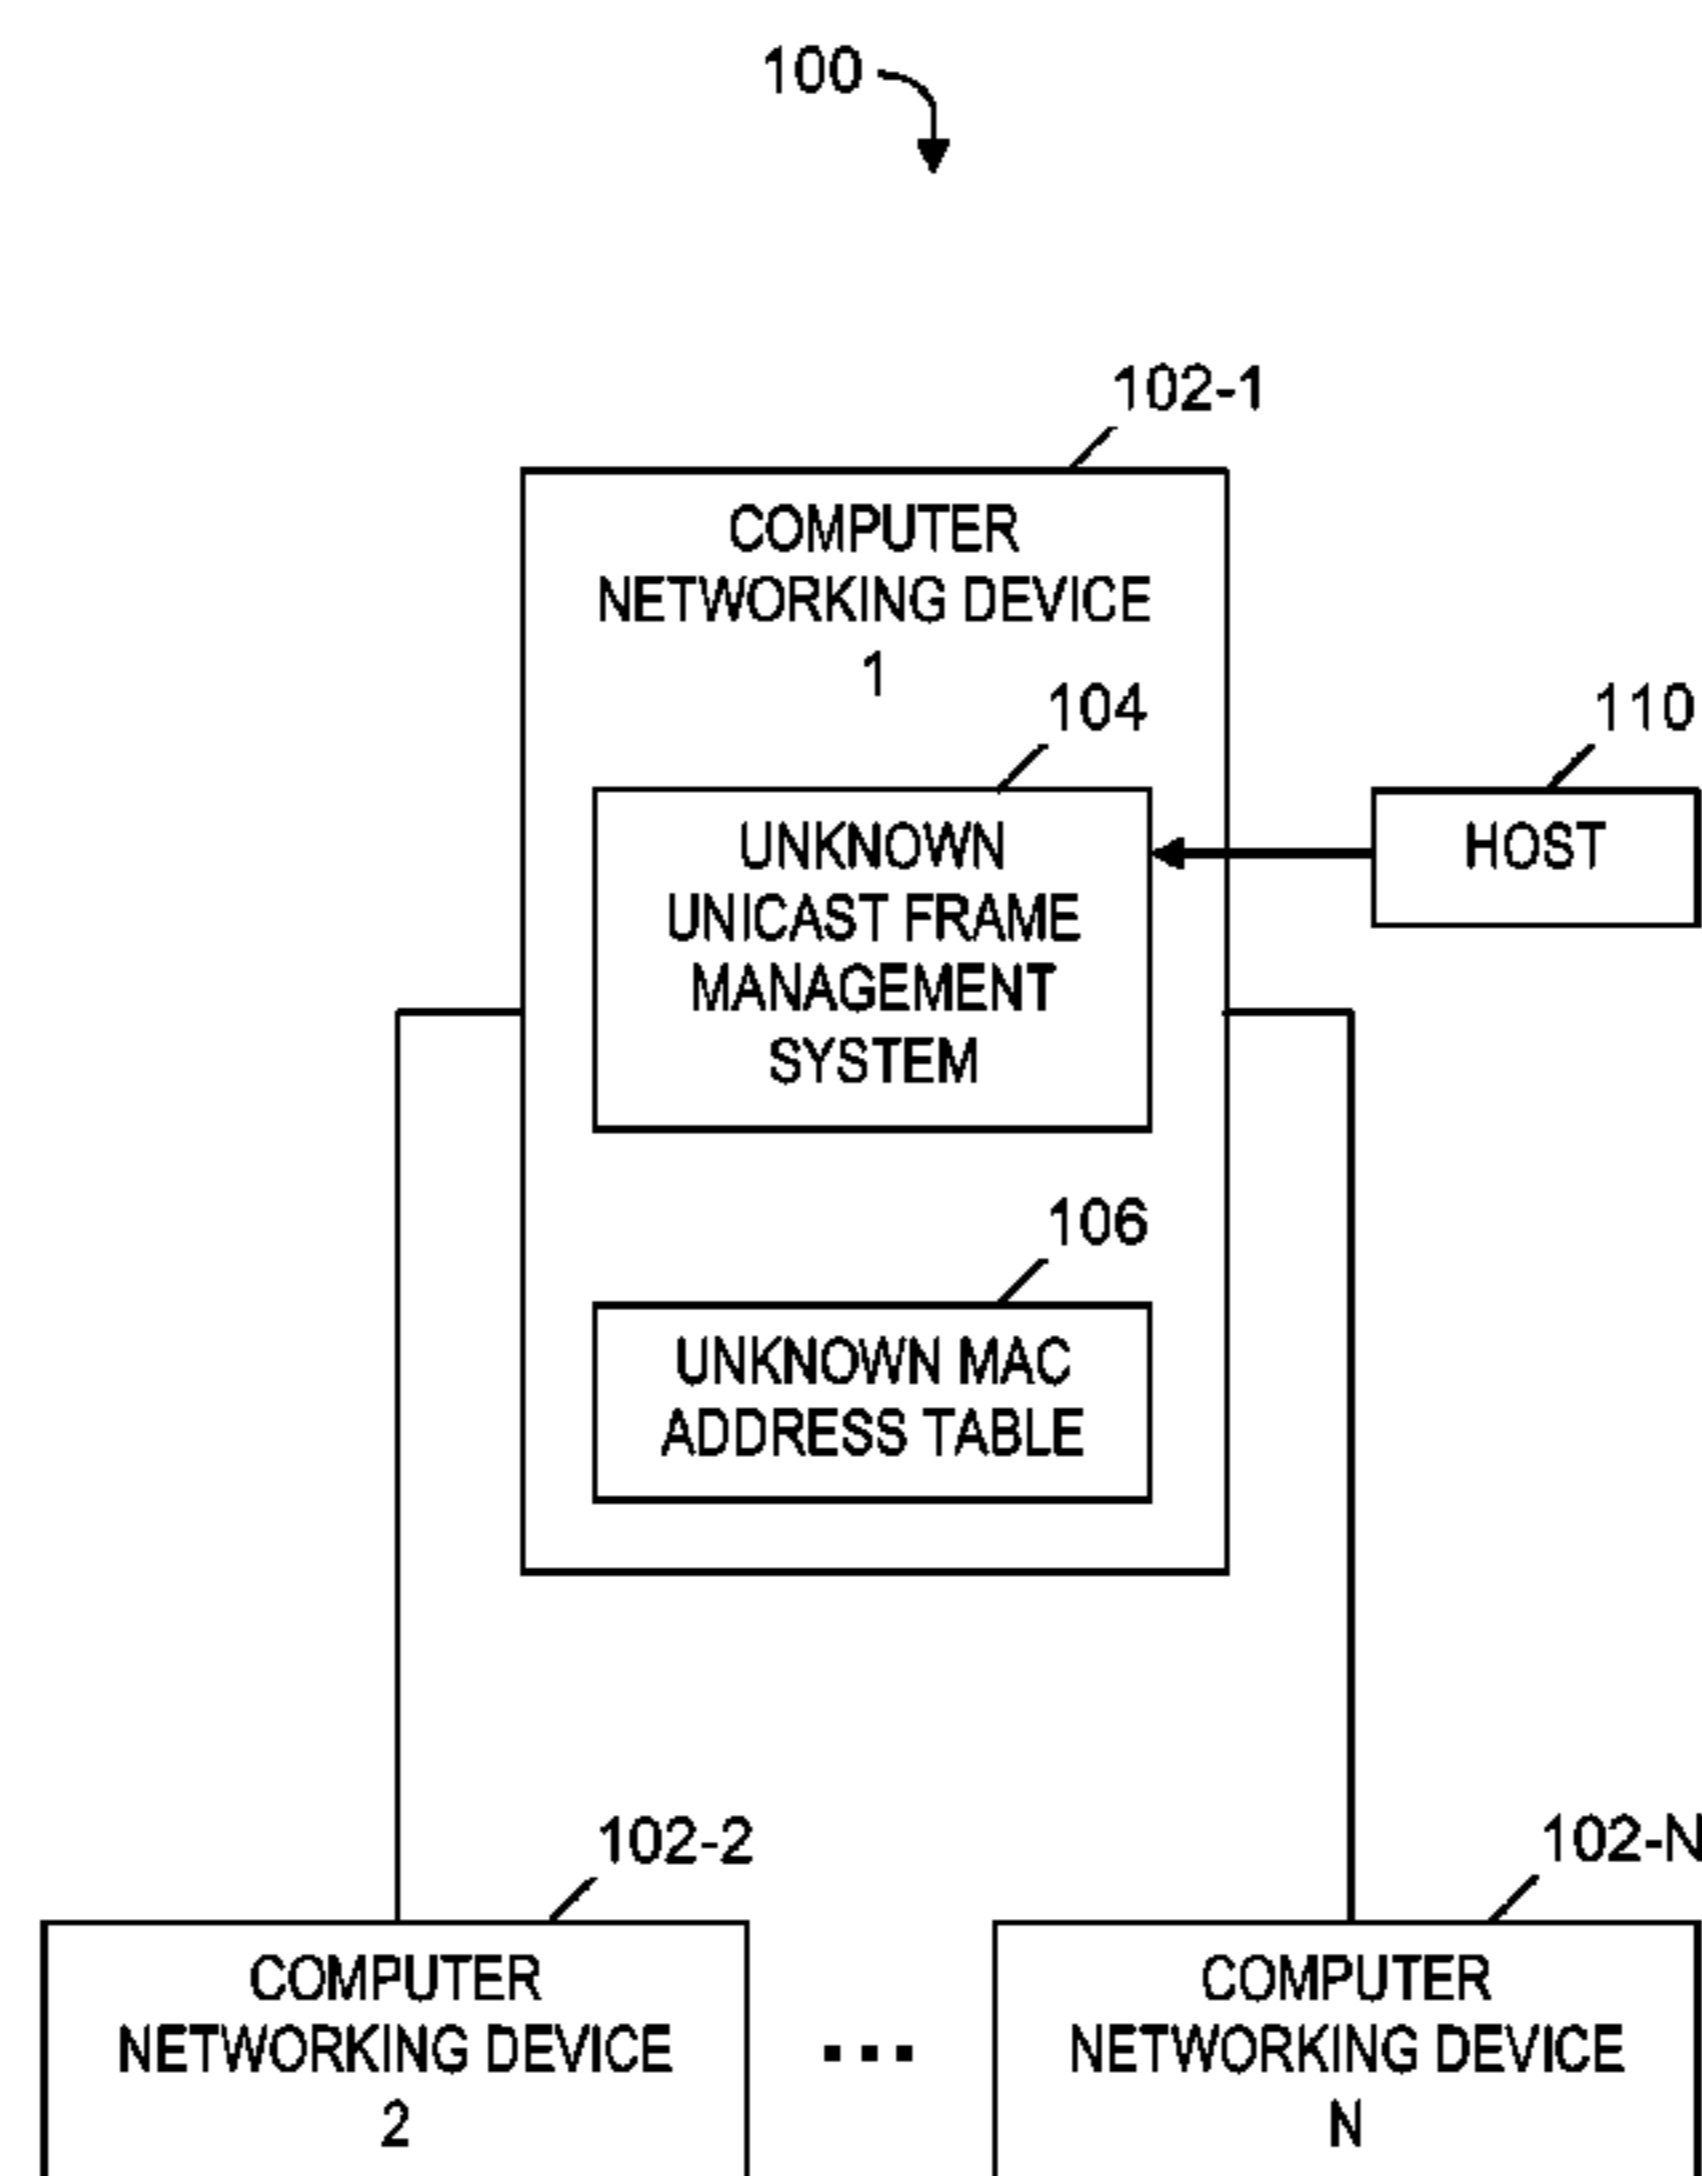 100
102-1
COMPUTER
NETWORKING DEVICE
1
104
110
UNKNOWN
UNICAST FRAME
MANAGEMENT
SYSTEM
HOST
106
UNKNOWN MAC
ADDRESS TABLE
102-2
102-N
COMPUTER
NETWORKING DEVICE
2
...
COMPUTER
NETWORKING DEVICE
N